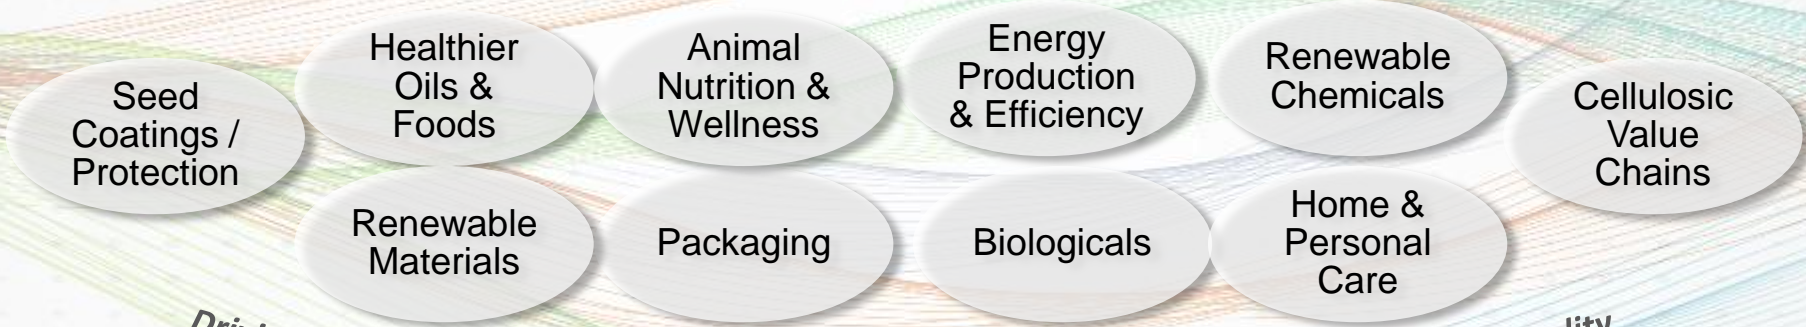 Seed
Coatings /
Protection
Healthier
Oils &
Foods
Animal
Nutrition &
Wellness
Energy
Production
& Efficiency
Renewable
Chemicals
Cellulosic
Value
Chains
Renewable
Materials
Packaging
Biologicals
Home &
Personal
Care